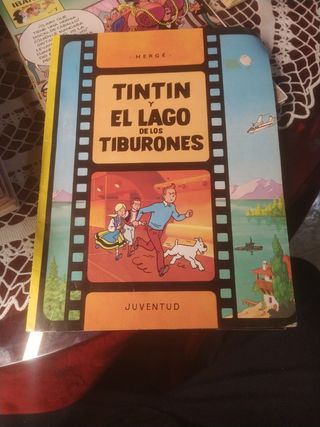 · HERGÉ ·
TINTIN
Y
EL LAGO
DE LOS
TIBURONES
JUVENTUD